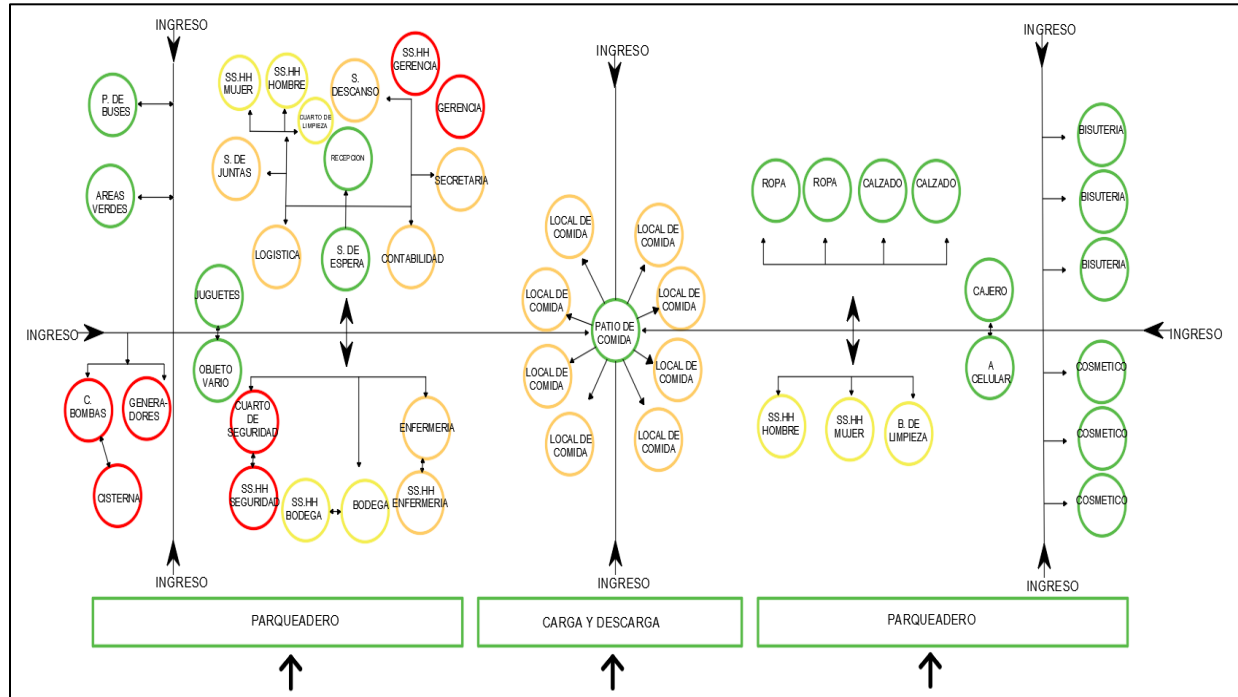 INGRESO
INGRESO
INGRESO
P. DE
BUSES
AREAS
VERDES
SS.HH
MUJER
SS.HH
HOMBRE
CUARTO DE
LIMPIEZA
S.
DESCANSO
SS.HH
GERENCIA
GERENCIA
S. DE
JUNTAS
RECEPCION
SECRETARIA
LOGISTICA
S. DE
ESPERA
CONTABILIDAD
LOCAL DE
COMIDA
LOCAL DE
COMIDA
LOCAL DE
COMIDA
LOCAL DE
COMIDA
PATIO DE
COMIDA
LOCAL DE
COMIDA
LOCAL DE
COMIDA
LOCAL DE
COMIDA
LOCAL DE
COMIDA
ROPA
ROPA
CALZADO
CALZADO
BISUTERIA
BISUTERIA
BISUTERIA
JUGUETES
OBJETO
VARIO
CAJERO
A
CELULAR
INGRESO
INGRESO
C.
BOMBAS
GENERA-
DORES
CISTERNA
CUARTO
DE
SEGURIDAD
SS.HH
SEGURIDAD
SS.HH
BODEGA
BODEGA
ENFERMERIA
SS.HH
ENFERMERIA
SS.HH
HOMBRE
SS.HH
MUJER
B. DE
LIMPIEZA
COSMETICO
COSMETICO
COSMETICO
INGRESO
INGRESO
INGRESO
PARQUEADERO
CARGA Y DESCARGA
PARQUEADERO